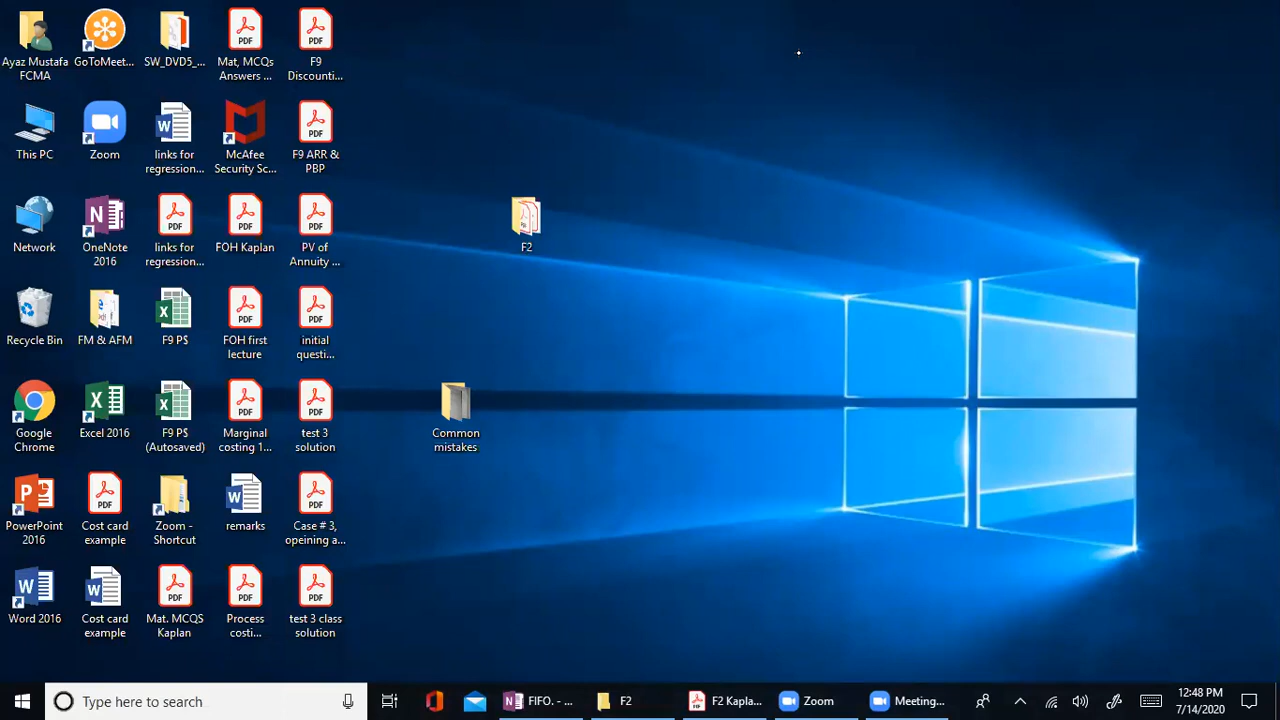 Ayaz Mustafa
FCMA
GoToMeet...
SW_DVD5_...
Mat, MCQs
Answers ...
F9
Discounti...
This PC
Zoom
links for
regression...
McAfee
Security Sc...
F9 ARR &
PBP
Network
OneNote
2016
links for
regression...
FOH Kaplan
PV of
Annuity ...
F2
Recycle Bin
FM & AFM
F9 P$
FOH first
lecture
initial
questi...
Google
Chrome
Excel 2016
F9 P$
(Autosaved)
Marginal
costing 1...
test 3
solution
Common
mistakes
PowerPoint
2016
Cost card
example
Zoom -
Shortcut
remarks
Case # 3,
opeining a...
Word 2016
Cost card
example
Mat. MCQS
Kaplan
Process
costi...
test 3 class
solution
Type here to search
FIFO. - ...
F2
F2 Kapla...
Zoom
Meeting...
12:48 PM
7/14/2020